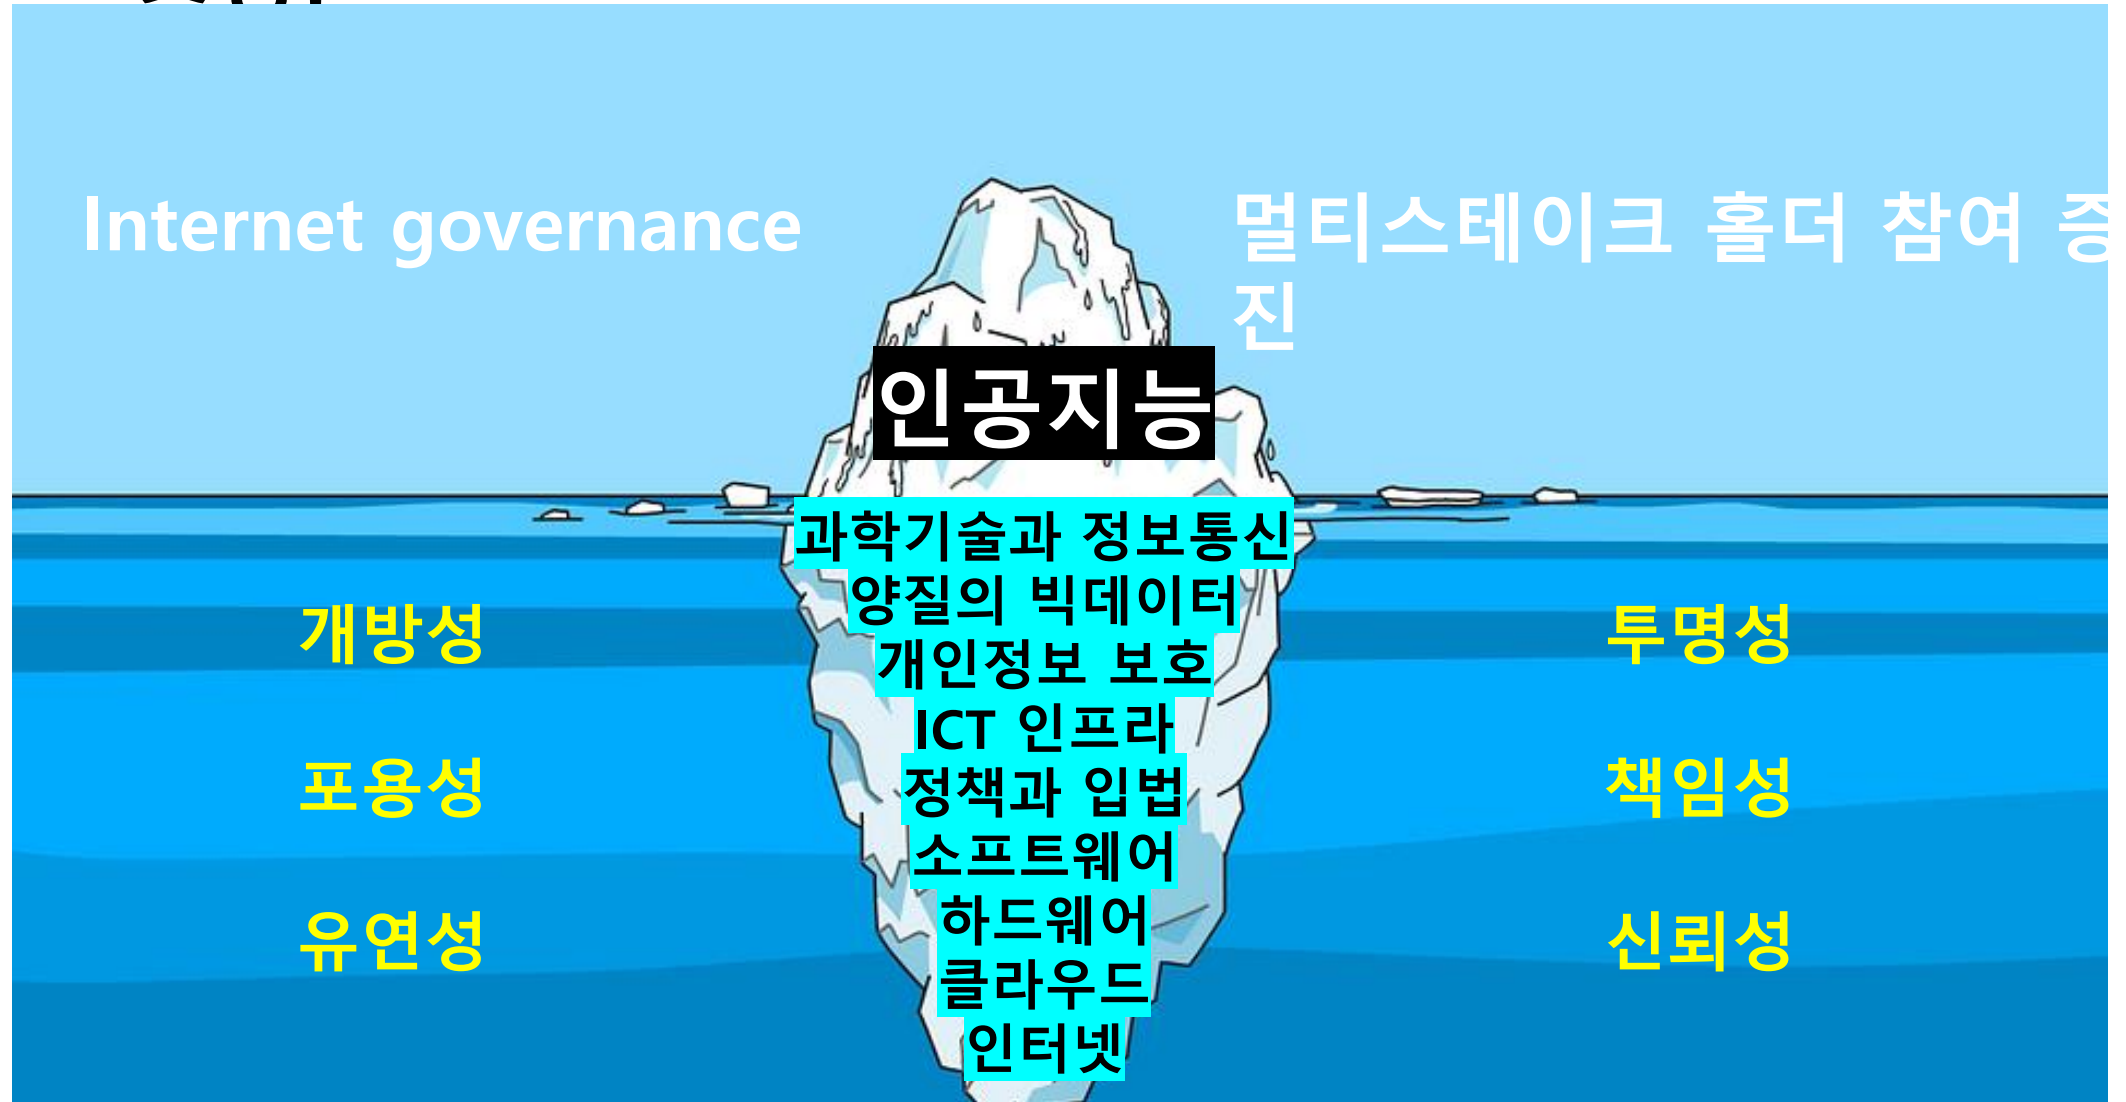 Internet governance
멀티스테이크 홀더 참여 증
진
인공지능
과학기술과 정보통신
양질의 빅데이터
개인정보 보호
ICT 인프라
정책과 입법
소프트웨어
하드웨어
클라우드
인터넷
개방성
포용성
유연성
투명성
책임성
신뢰성